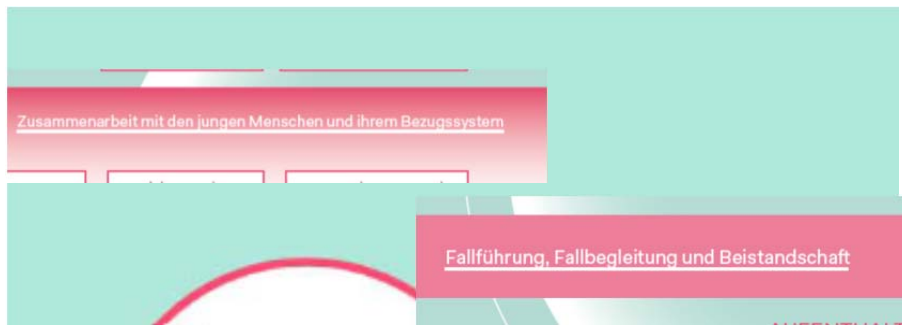 Zusammenarbeit mit den jungen Menschen und ihrem Bezugssystem
Fallführung, Fallbegleitung und Beistandschaft